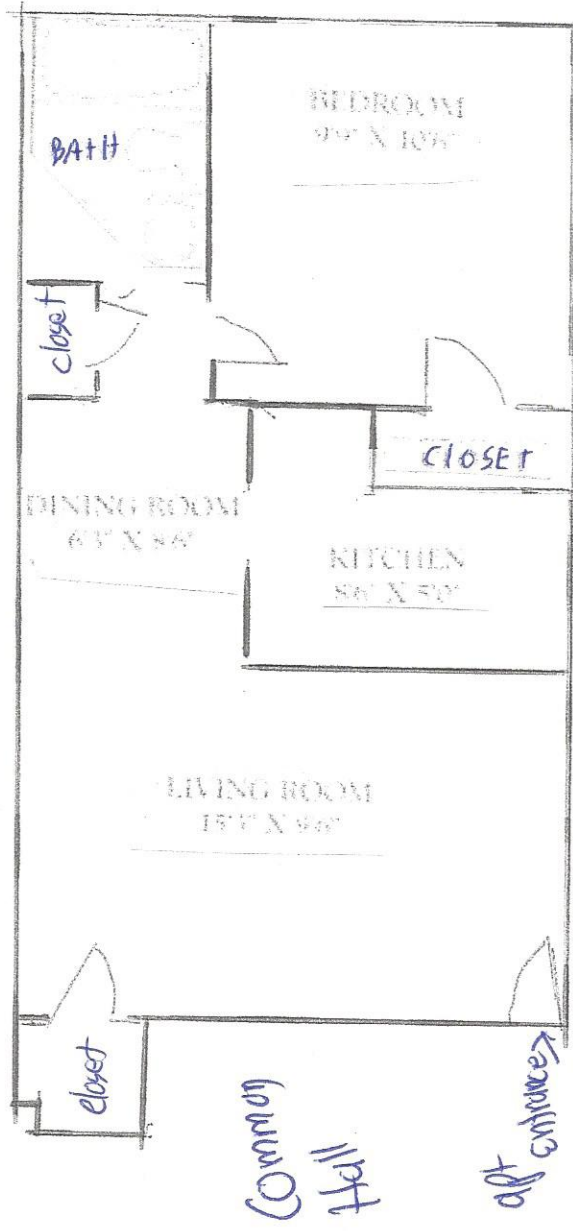 BATH
BEDROOM
closet
CLOSET
DINING ROOM
KITCHEN
LIVING ROOM
closet
Common
Hall
apt
entrance